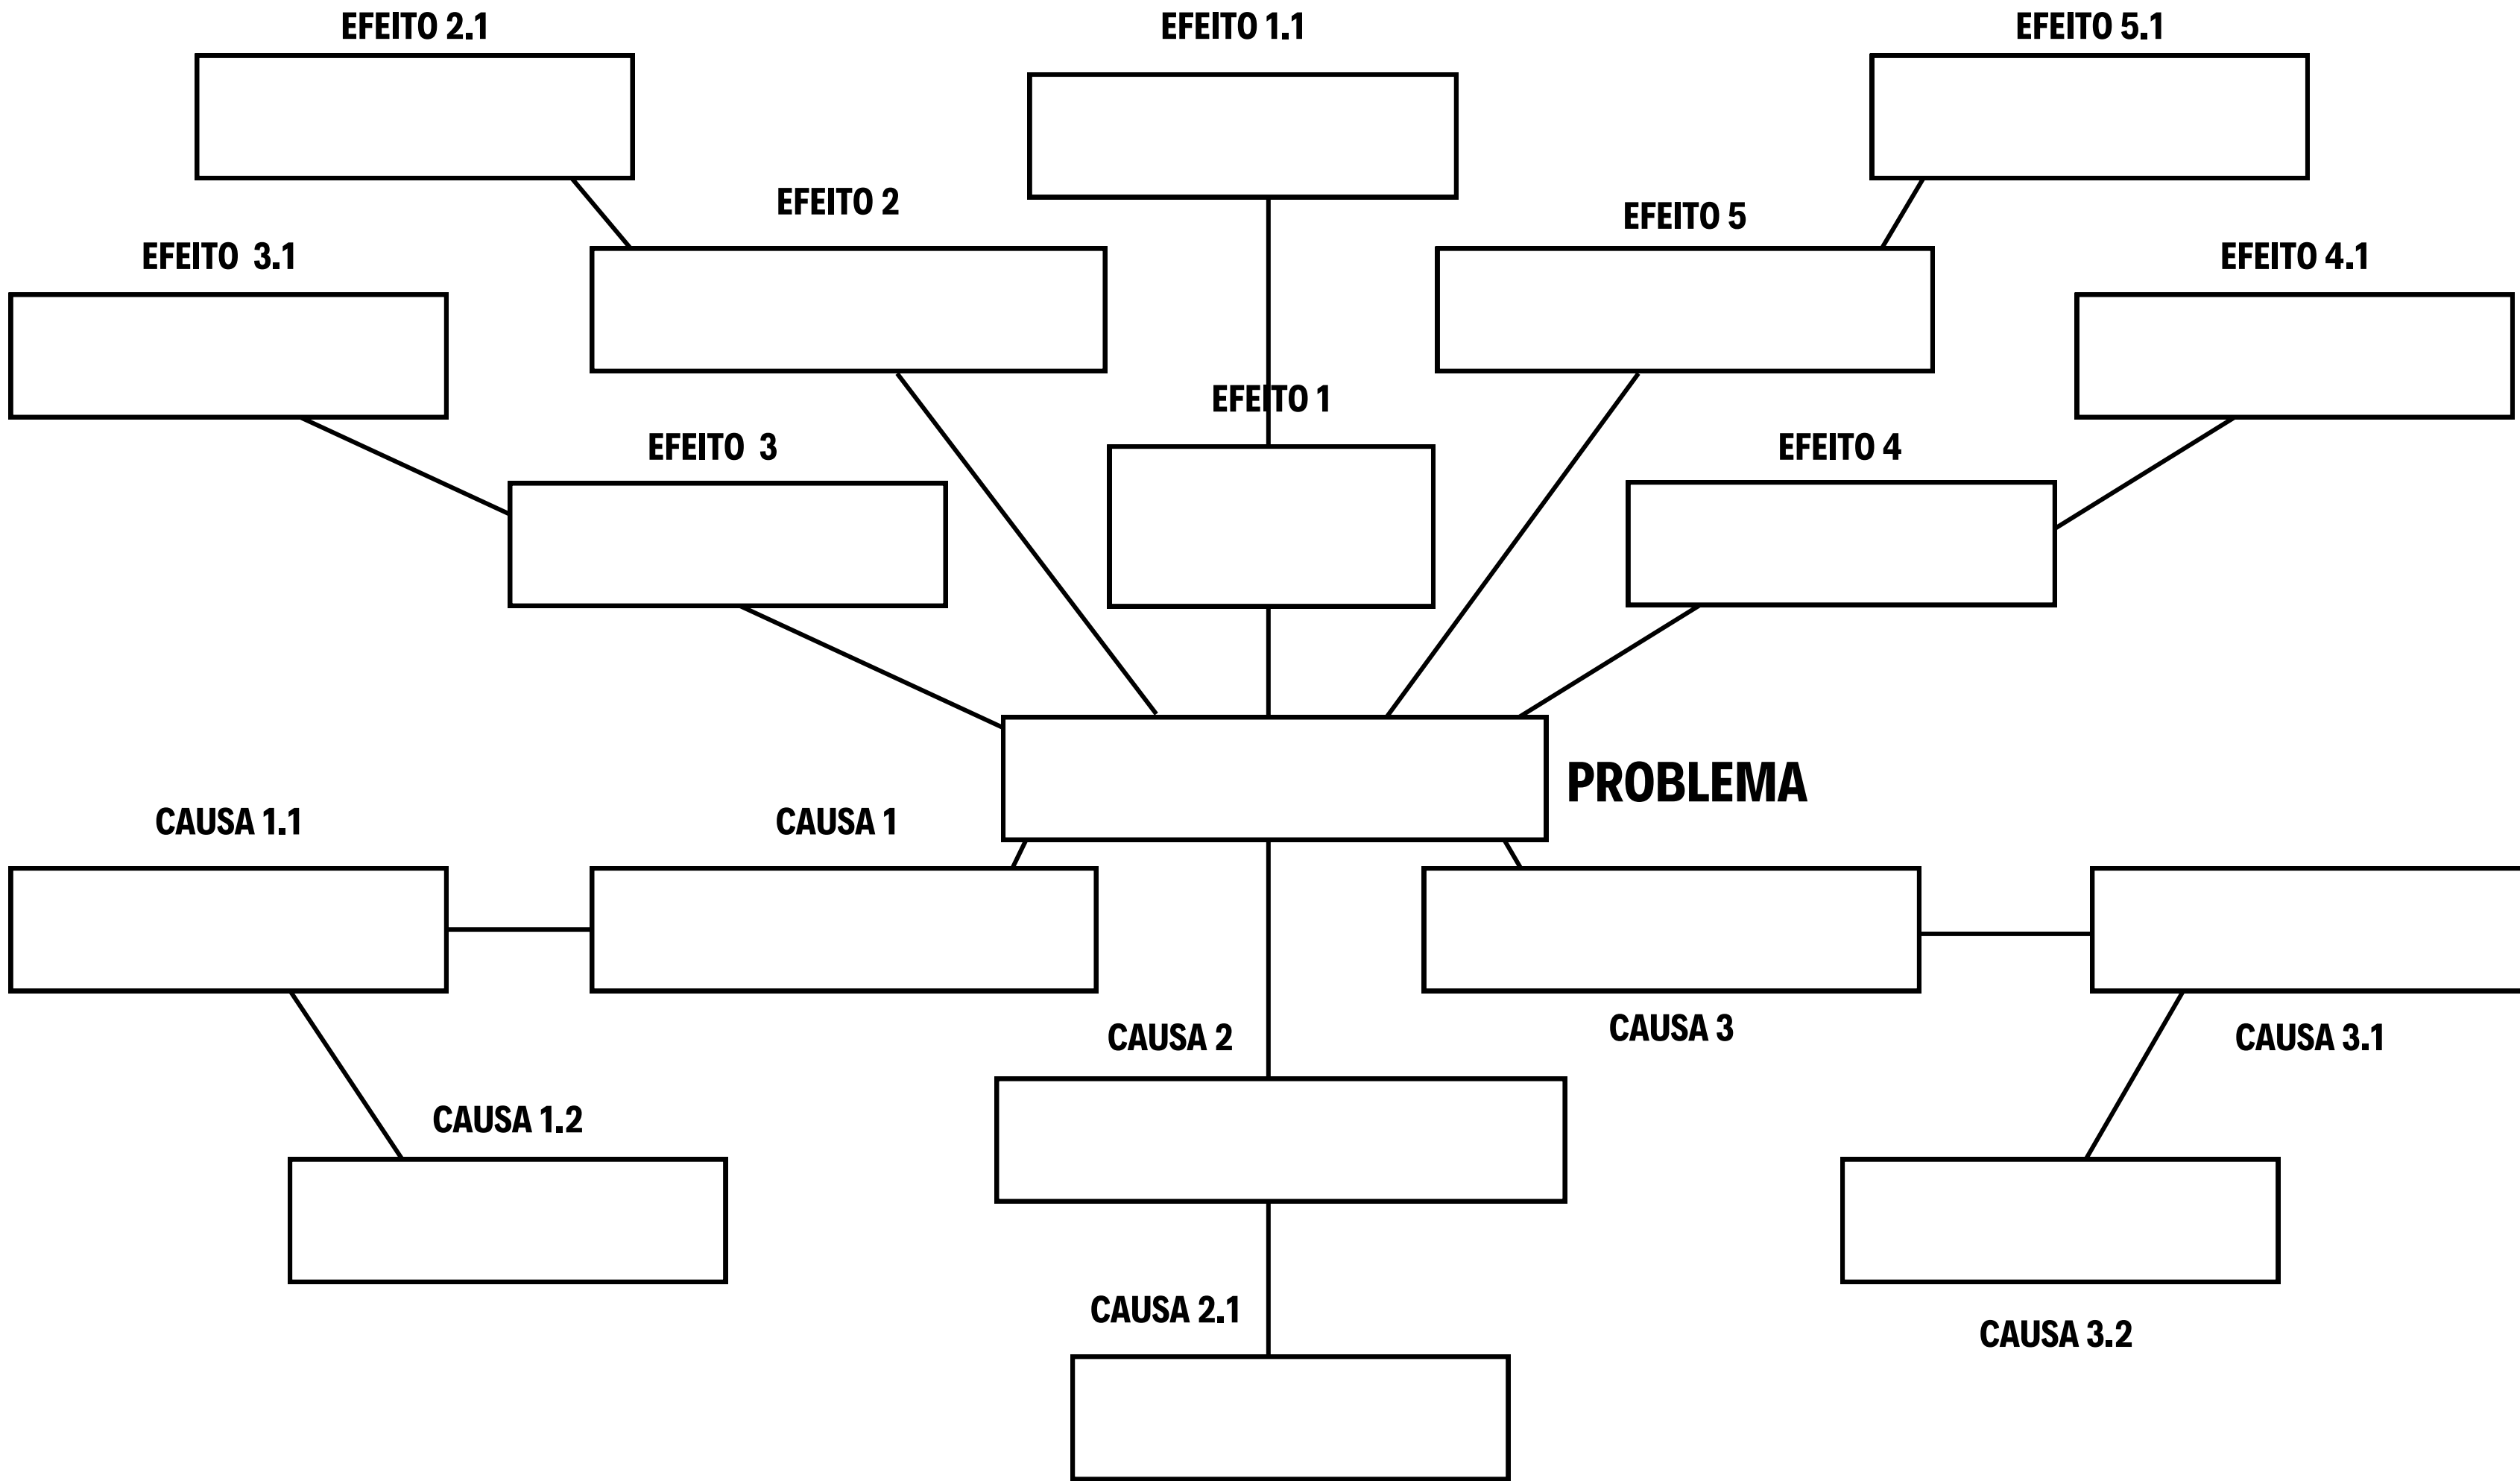 EFEITO 2.1
EFEITO 1.1
EFEITO 5.1
EFEITO 2
EFEITO 5
EFEITO 3.1
EFEITO 4.1
EFEITO 1
EFEITO 3
EFEITO 4
PROBLEMA
CAUSA 1.1
CAUSA 1
CAUSA 2
CAUSA 3
CAUSA 3.1
CAUSA 1.2
CAUSA 2.1
CAUSA 3.2